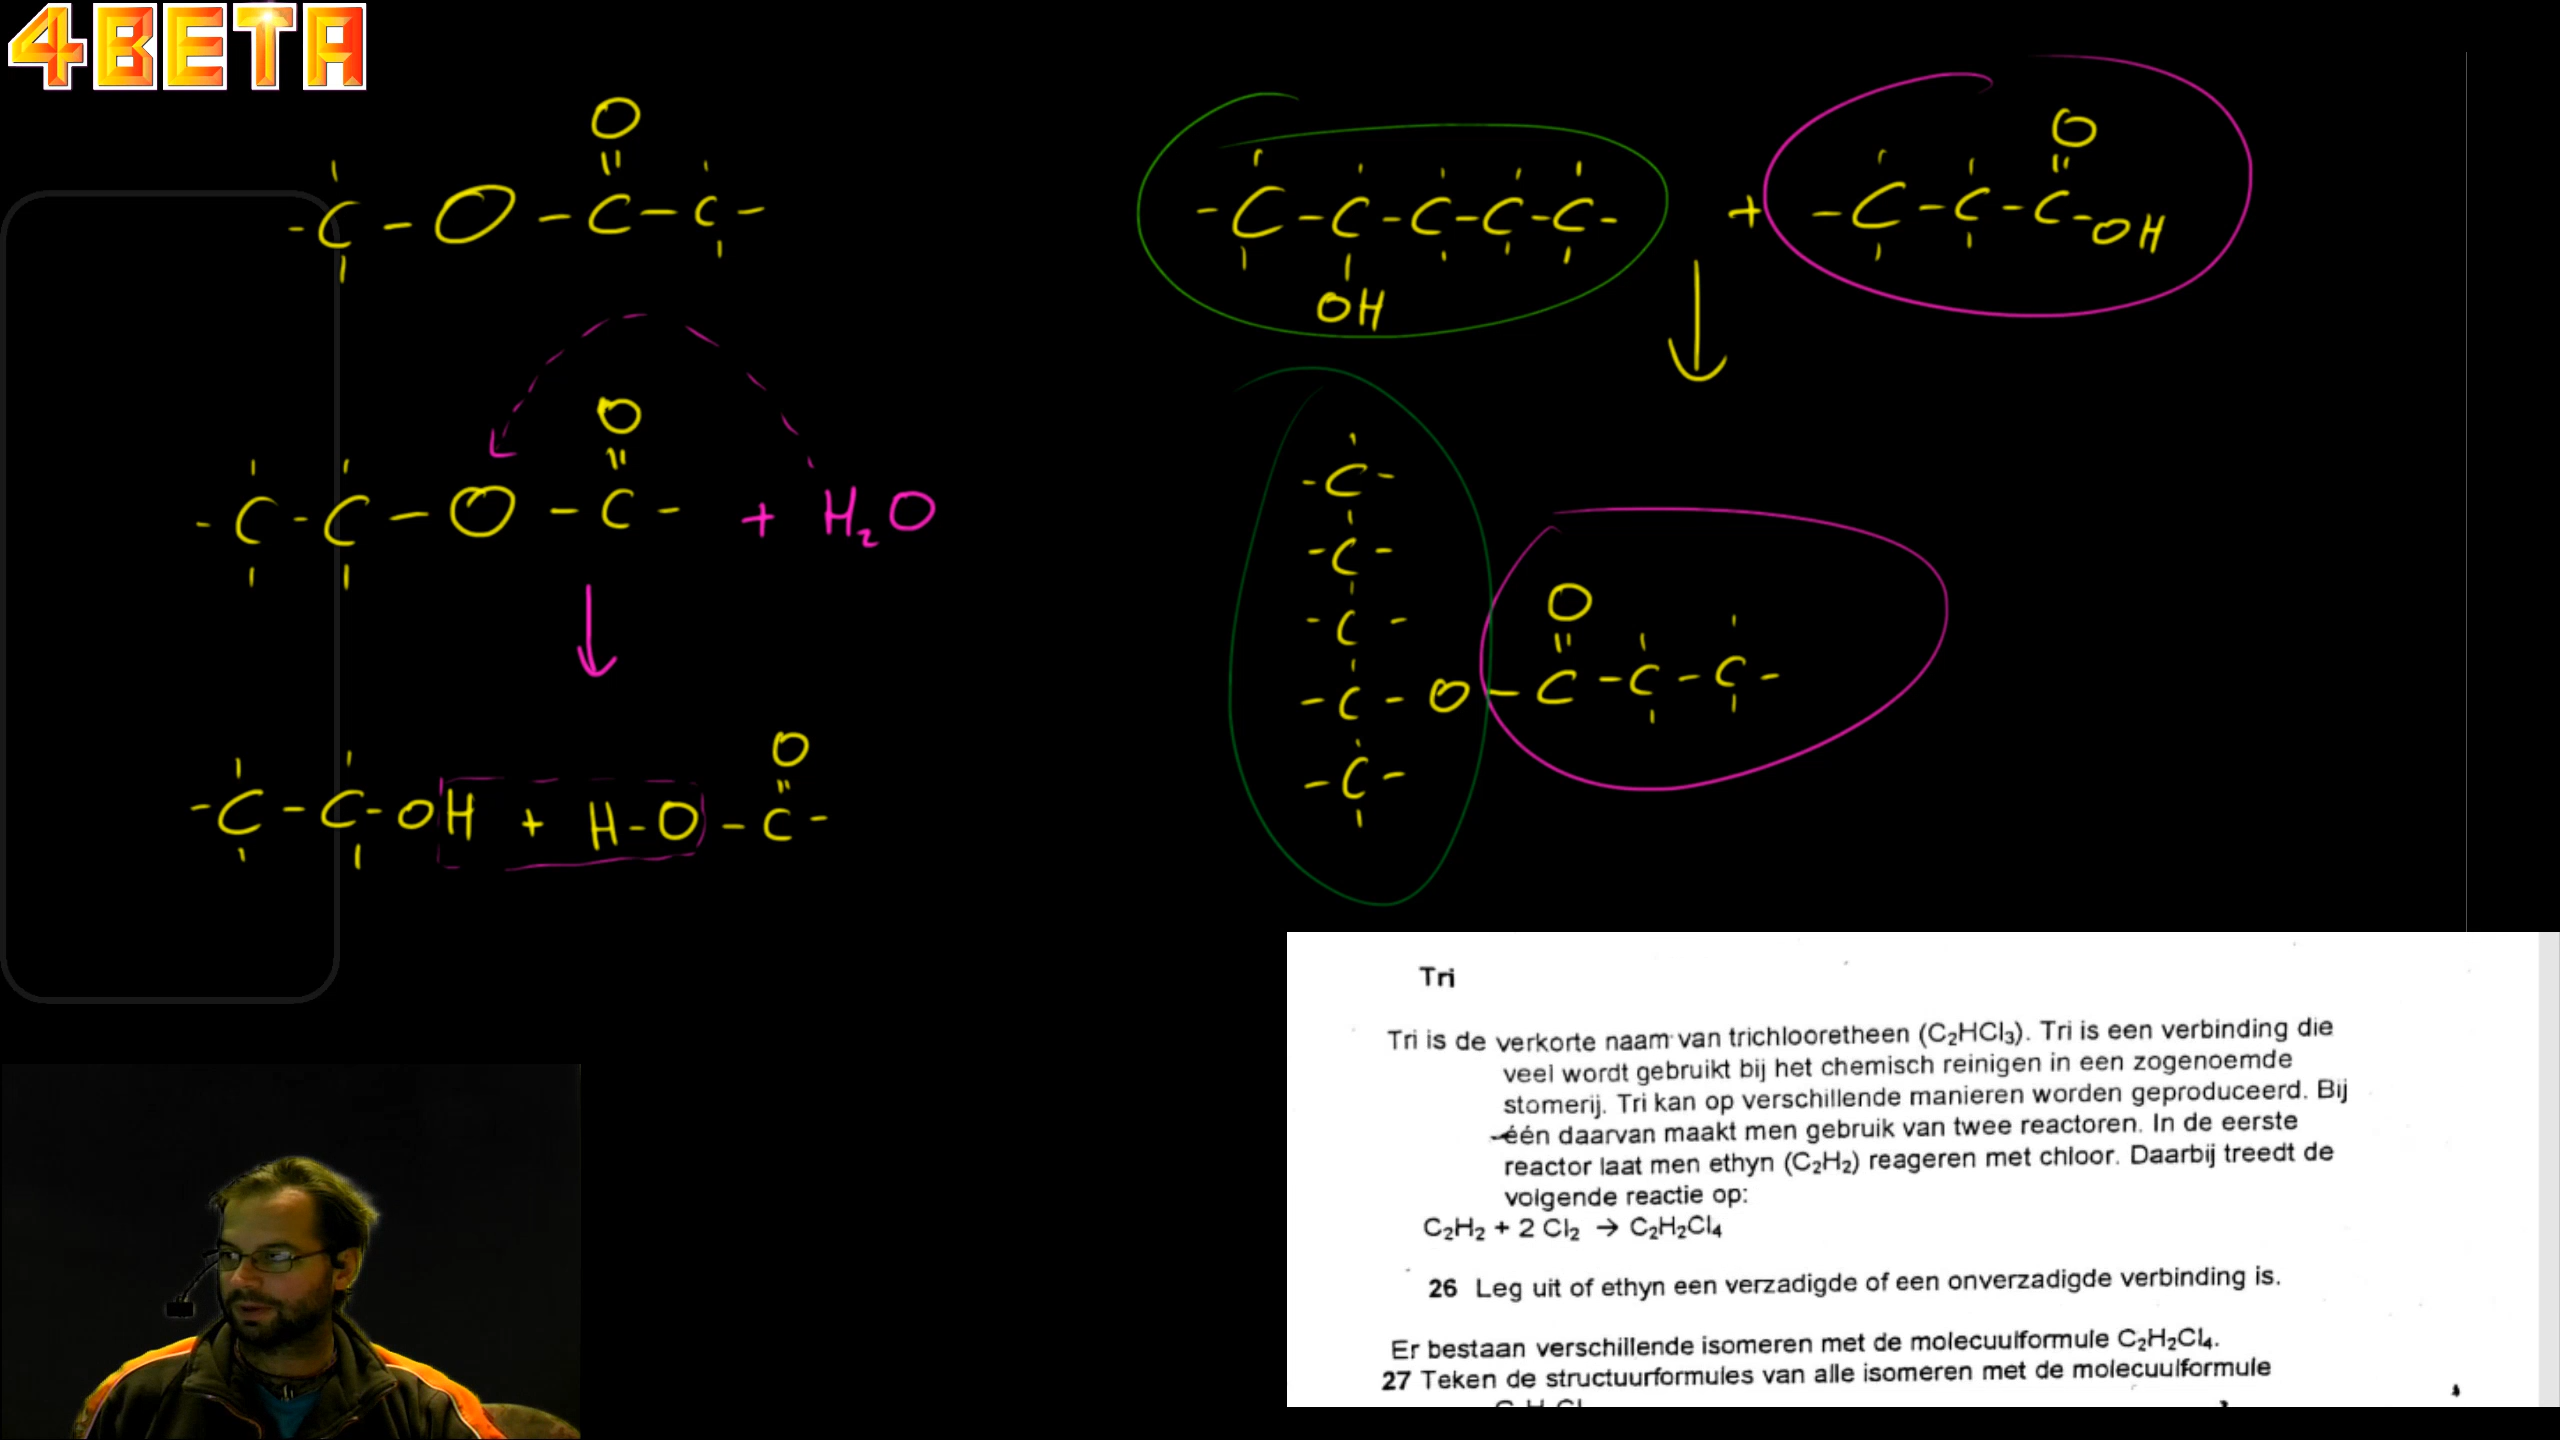 4BETA
O
- C - O - C - C -
O
- C - C - O - C - + H₂O
O
- C - C - OH + H - O - C -
O
- C - C - C - C - C - + - C - C - C - OH
OH
- C -
- C -
- C -
O
- C - O - C - C - C -
- C -
Tri
Tri is de verkorte naam van trichlooretheen (C₂HCl₃). Tri is een verbinding die
veel wordt gebruikt bij het chemisch reinigen in een zogenoemde
stomerij. Tri kan op verschillende manieren worden geproduceerd. Bij
één daarvan maakt men gebruik van twee reactoren. In de eerste
reactor laat men ethyn (C₂H₂) reageren met chloor. Daarbij treedt de
volgende reactie op:
C₂H₂ + 2 Cl₂ → C₂H₂Cl₄
26 Leg uit of ethyn een verzadigde of een onverzadigde verbinding is.
Er bestaan verschillende isomeren met de molecuulformule C₂H₂Cl₄.
27 Teken de structuurformules van alle isomeren met de molecuulformule